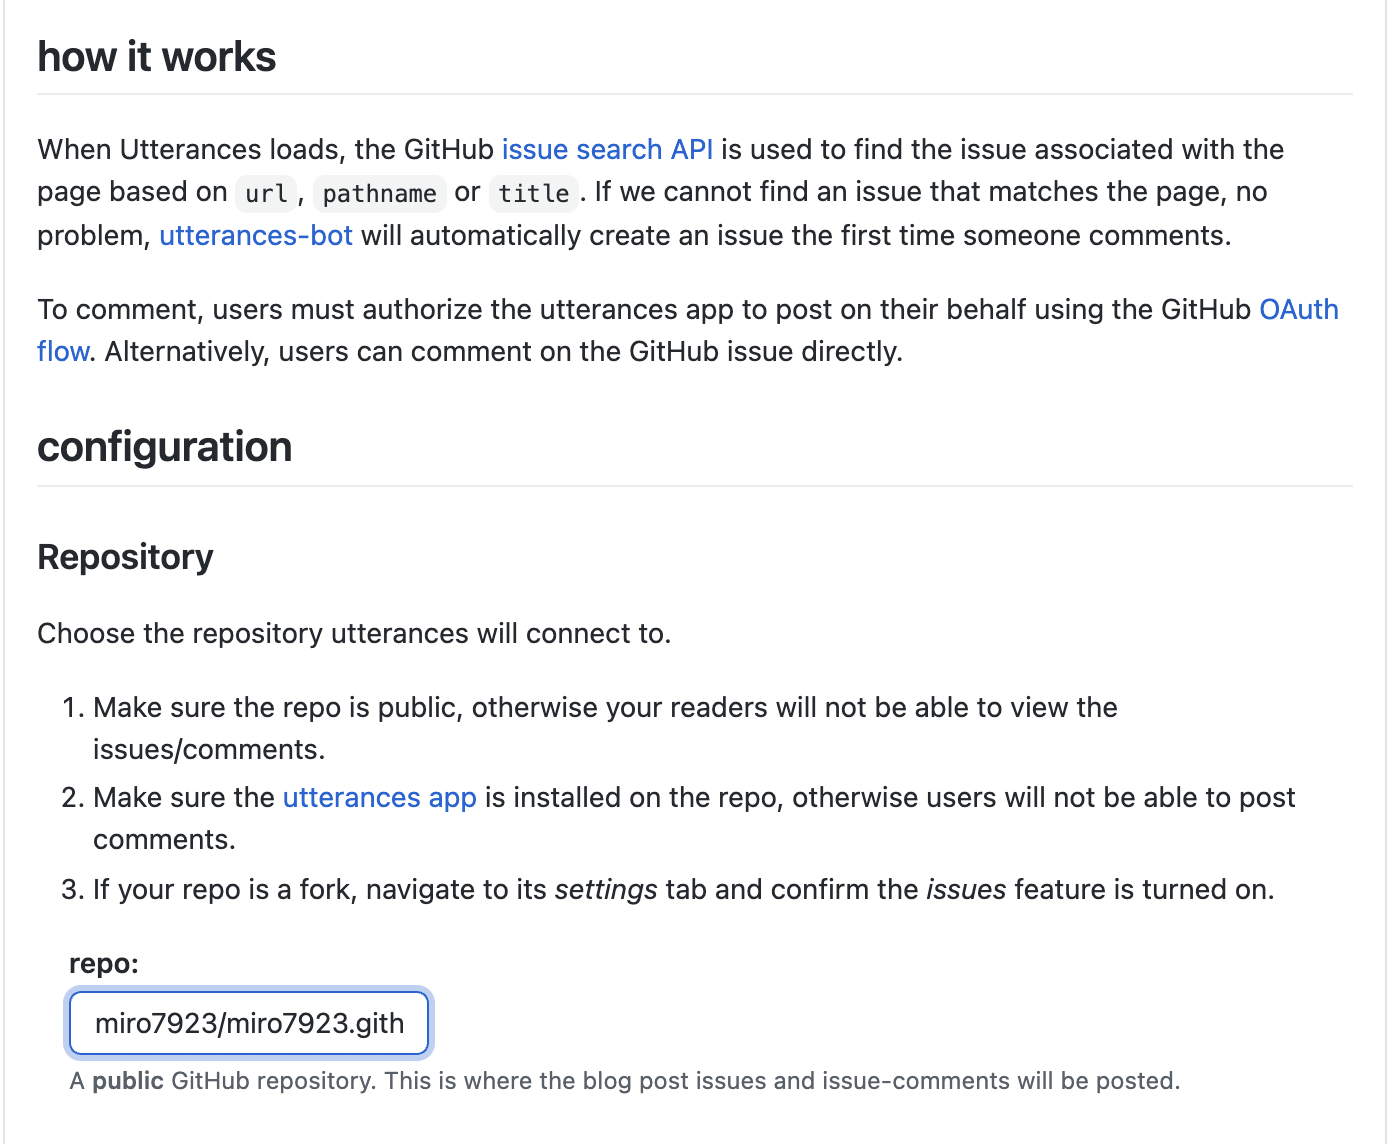 how it works
When Utterances loads, the GitHub issue search API is used to find the issue associated with the
page based on url, pathname or title. If we cannot find an issue that matches the page, no
problem, utterances-bot will automatically create an issue the first time someone comments.
To comment, users must authorize the utterances app to post on their behalf using the GitHub OAuth
flow. Alternatively, users can comment on the GitHub issue directly.
configuration
Repository
Choose the repository utterances will connect to.
1. Make sure the repo is public, otherwise your readers will not be able to view the
issues/comments.
2. Make sure the utterances app is installed on the repo, otherwise users will not be able to post
comments.
3. If your repo is a fork, navigate to its settings tab and confirm the issues feature is turned on.
repo:
miro7923/miro7923.gith
A public GitHub repository. This is where the blog post issues and issue-comments will be posted.